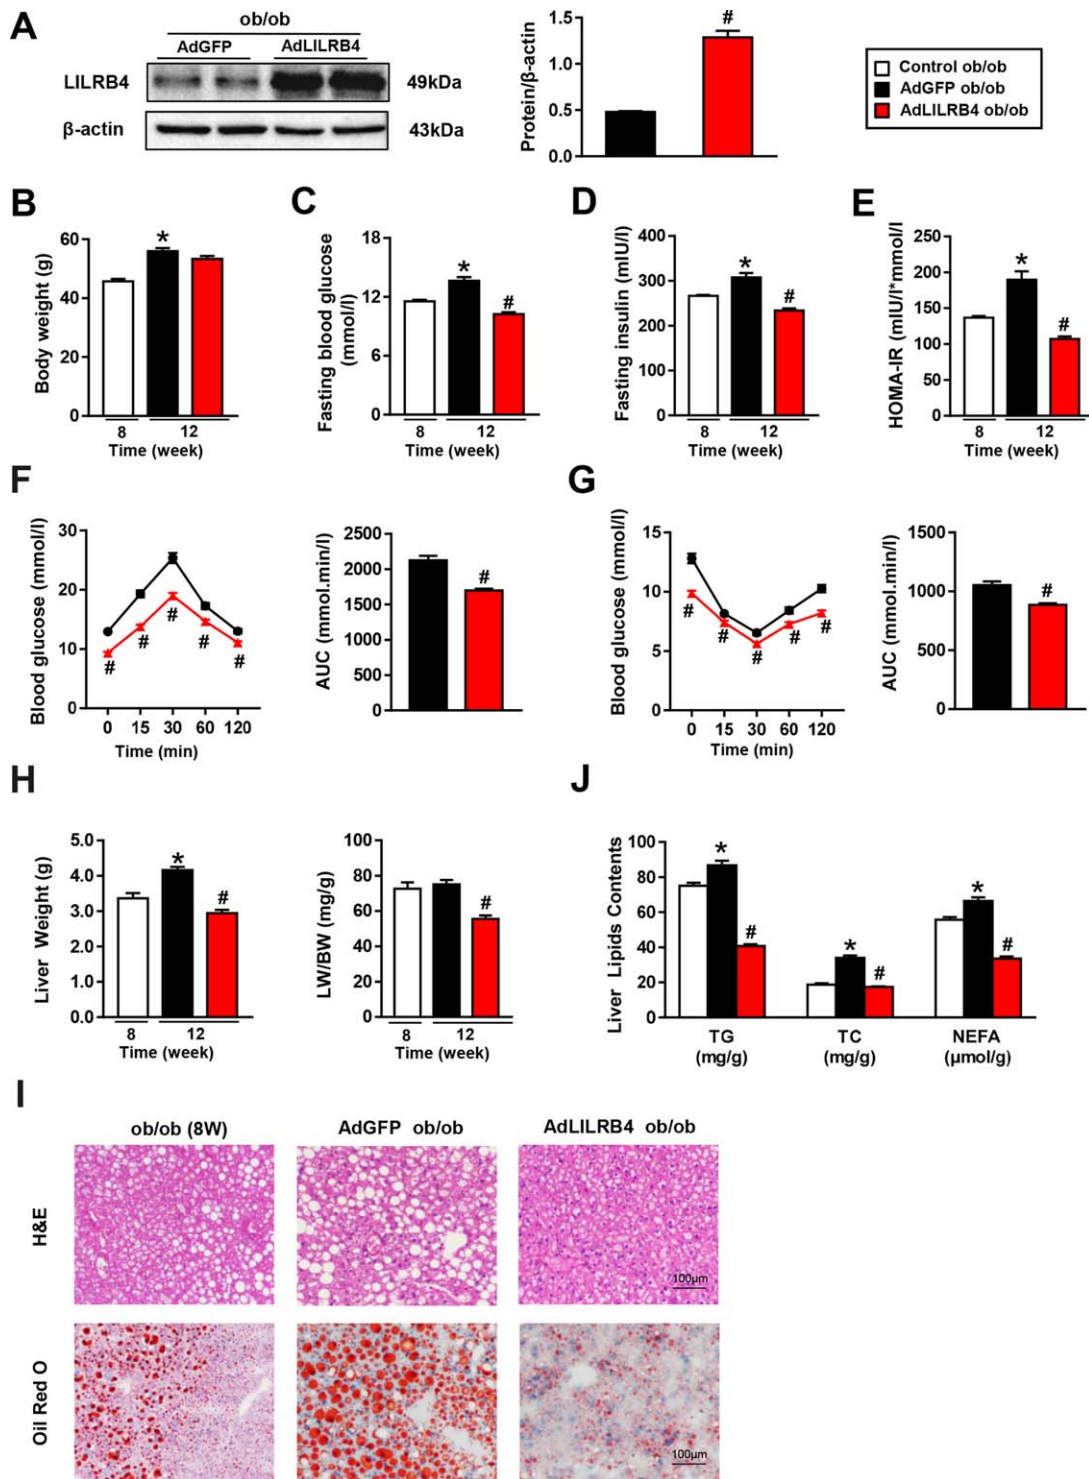 A
ob/ob
AdGFP AdLILRB4
LILRB4 49kDa
β-actin 43kDa
Protein/β-actin
1.5
1.0
0.5
0.0
#
Control ob/ob
AdGFP ob/ob
AdLILRB4 ob/ob
B
Body weight (g)
60
40
20
0
*
8 12
Time (week)
C
Fasting blood glucose
(mmol/l)
18
12
6
0
*
#
8 12
Time (week)
D
Fasting insulin (mIU/l)
400
300
200
100
0
*
#
8 12
Time (week)
E
HOMA-IR (mIU/l*mmol/l)
250
200
150
100
50
0
*
#
8 12
Time (week)
F
Blood glucose (mmol/l)
30
20
10
0
# # # # #
0 15 30 60 120
Time (min)
AUC (mmol.min/l)
2500
2000
1500
1000
500
0
#
G
Blood glucose (mmol/l)
15
10
5
0
# # # # #
0 15 30 60 120
Time (min)
AUC (mmol.min/l)
1500
1000
500
0
#
H
Liver Weight (g)
5.0
4.0
3.0
2.0
1.0
0.0
*
#
8 12
Time (week)
LW/BW (mg/g)
100
80
60
40
20
0
#
8 12
Time (week)
J
Liver Lipids Contents
100
80
60
40
20
0
* # * # * #
TG TC NEFA
(mg/g) (mg/g) (μmol/g)
I
ob/ob (8W) AdGFP ob/ob AdLILRB4 ob/ob
H&E
100μm
Oil Red O
100μm